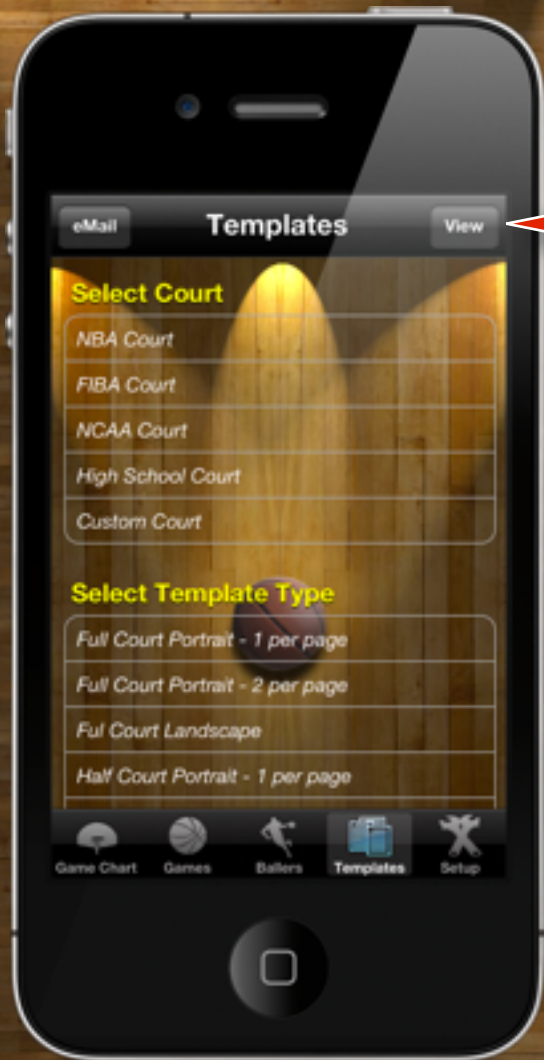 eMail
Templates
View
Select Court
NBA Court
FIBA Court
NCAA Court
High School Court
Custom Court
Select Template Type
Full Court Portrait - 1 per page
Full Court Portrait - 2 per page
Ful Court Landscape
Half Court Portrait - 1 per page
Game Chart
Games
Ballers
Templates
Setup